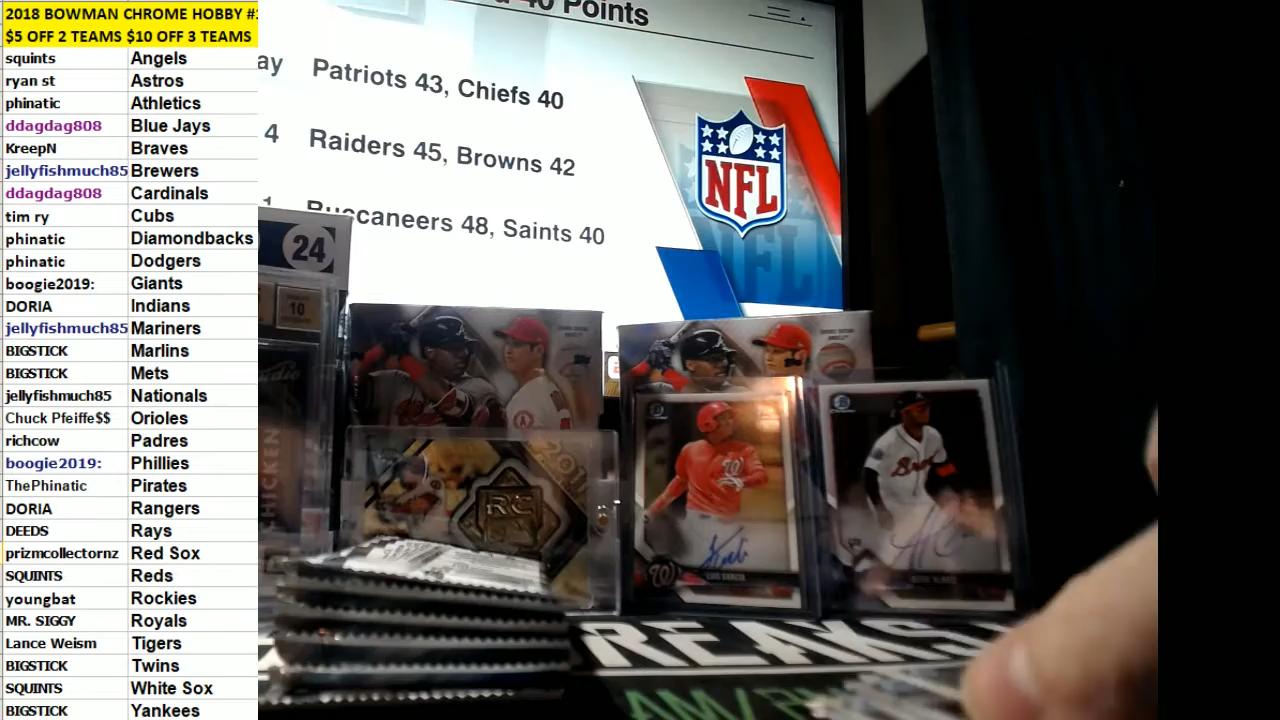 2018 BOWMAN CHROME HOBBY
$5 OFF 2 TEAMS $10 OFF 3 TEAMS
squints Angels
ryan st Astros
phinatic Athletics
ddagdag808 Blue Jays
KreepN Braves
jellyfishmuch85 Brewers
ddagdag808 Cardinals
tim ry Cubs
phinatic Diamondbacks
phinatic Dodgers
boogie2019: Giants
DORIA Indians
jellyfishmuch85 Mariners
BIGSTICK Marlins
BIGSTICK Mets
jellyfishmuch85 Nationals
Chuck Pfeiffe$$ Orioles
richcow Padres
boogie2019: Phillies
ThePhinatic Pirates
DORIA Rangers
DEEDS Rays
prizmcollectornz Red Sox
SQUINTS Reds
youngbat Rockies
MR. SIGGY Royals
Lance Weism Tigers
BIGSTICK Twins
SQUINTS White Sox
BIGSTICK Yankees
40 Points
Patriots 43, Chiefs 40
4 Raiders 45, Browns 42
Buccaneers 48, Saints 40
NFL
24
10
RC
LUIS GARCIA
REAKS
AM/